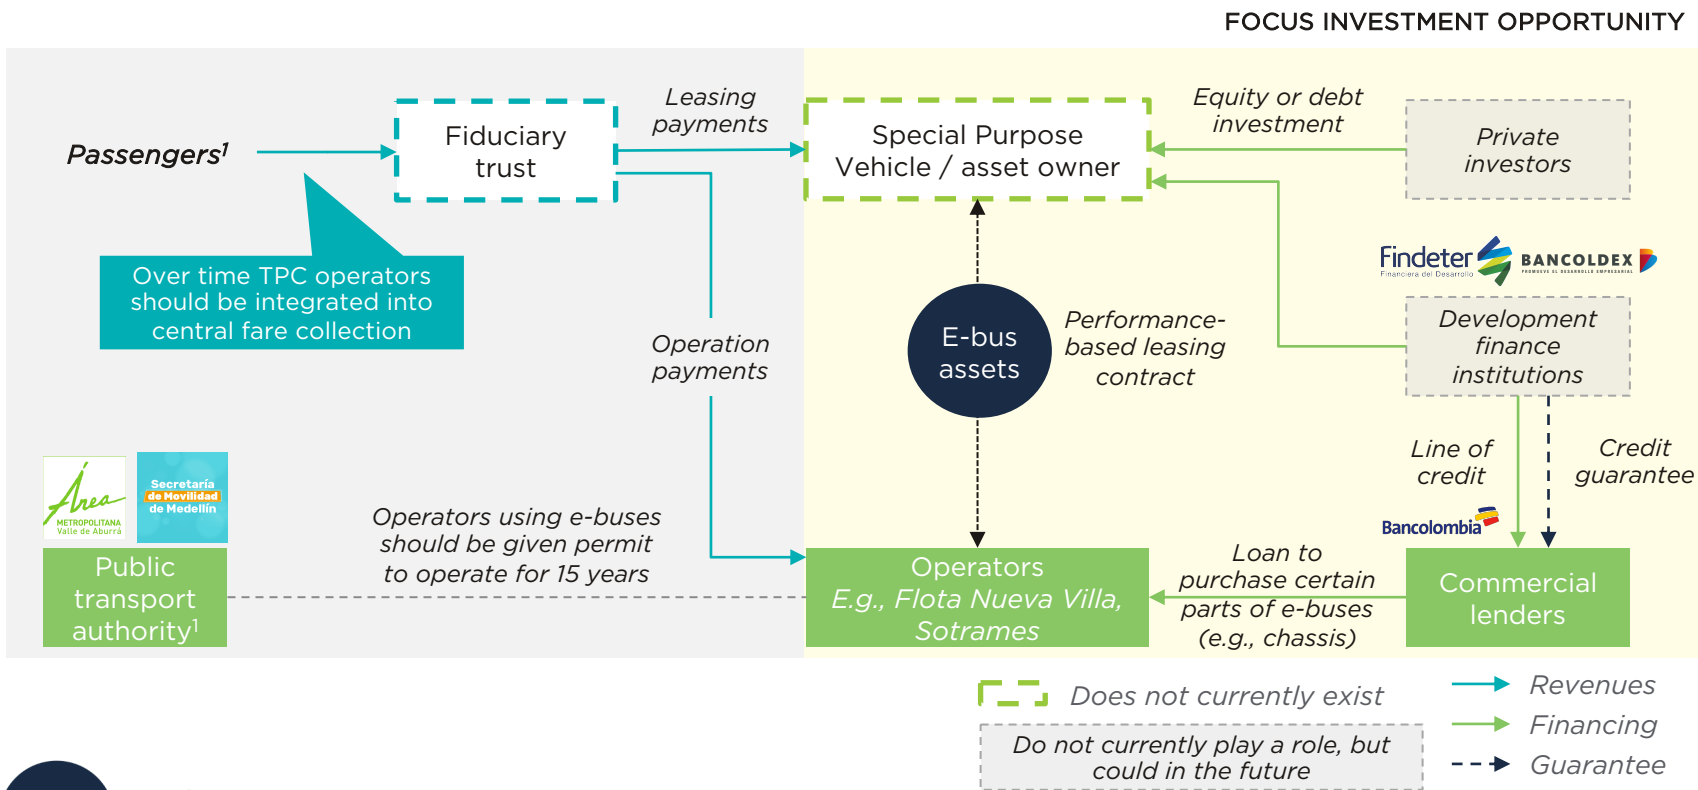 FOCUS INVESTMENT OPPORTUNITY
Passengers¹
Fiduciary
trust
Leasing
payments
Special Purpose
Vehicle / asset owner
Equity or debt
investment
Private
investors
Over time TPC operators
should be integrated into
central fare collection
Operation
payments
E-bus
assets
Performance-
based leasing
contract
Findeter
Financiera del Desarrollo
BANCOLDEX
PROMUEVE EL DESARROLLO EMPRESARIAL
Development
finance
institutions
Line of
credit
Credit
guarantee
Área
METROPOLITANA
Valle de Aburrá
Secretaría
de Movilidad
de Medellín
Public
transport
authority¹
Operators using e-buses
should be given permit
to operate for 15 years
Operators
E.g., Flota Nueva Villa,
Sotrames
Loan to
purchase certain
parts of e-buses
(e.g., chassis)
Bancolombia
Commercial
lenders
Does not currently exist
Do not currently play a role, but
could in the future
Revenues
Financing
Guarantee